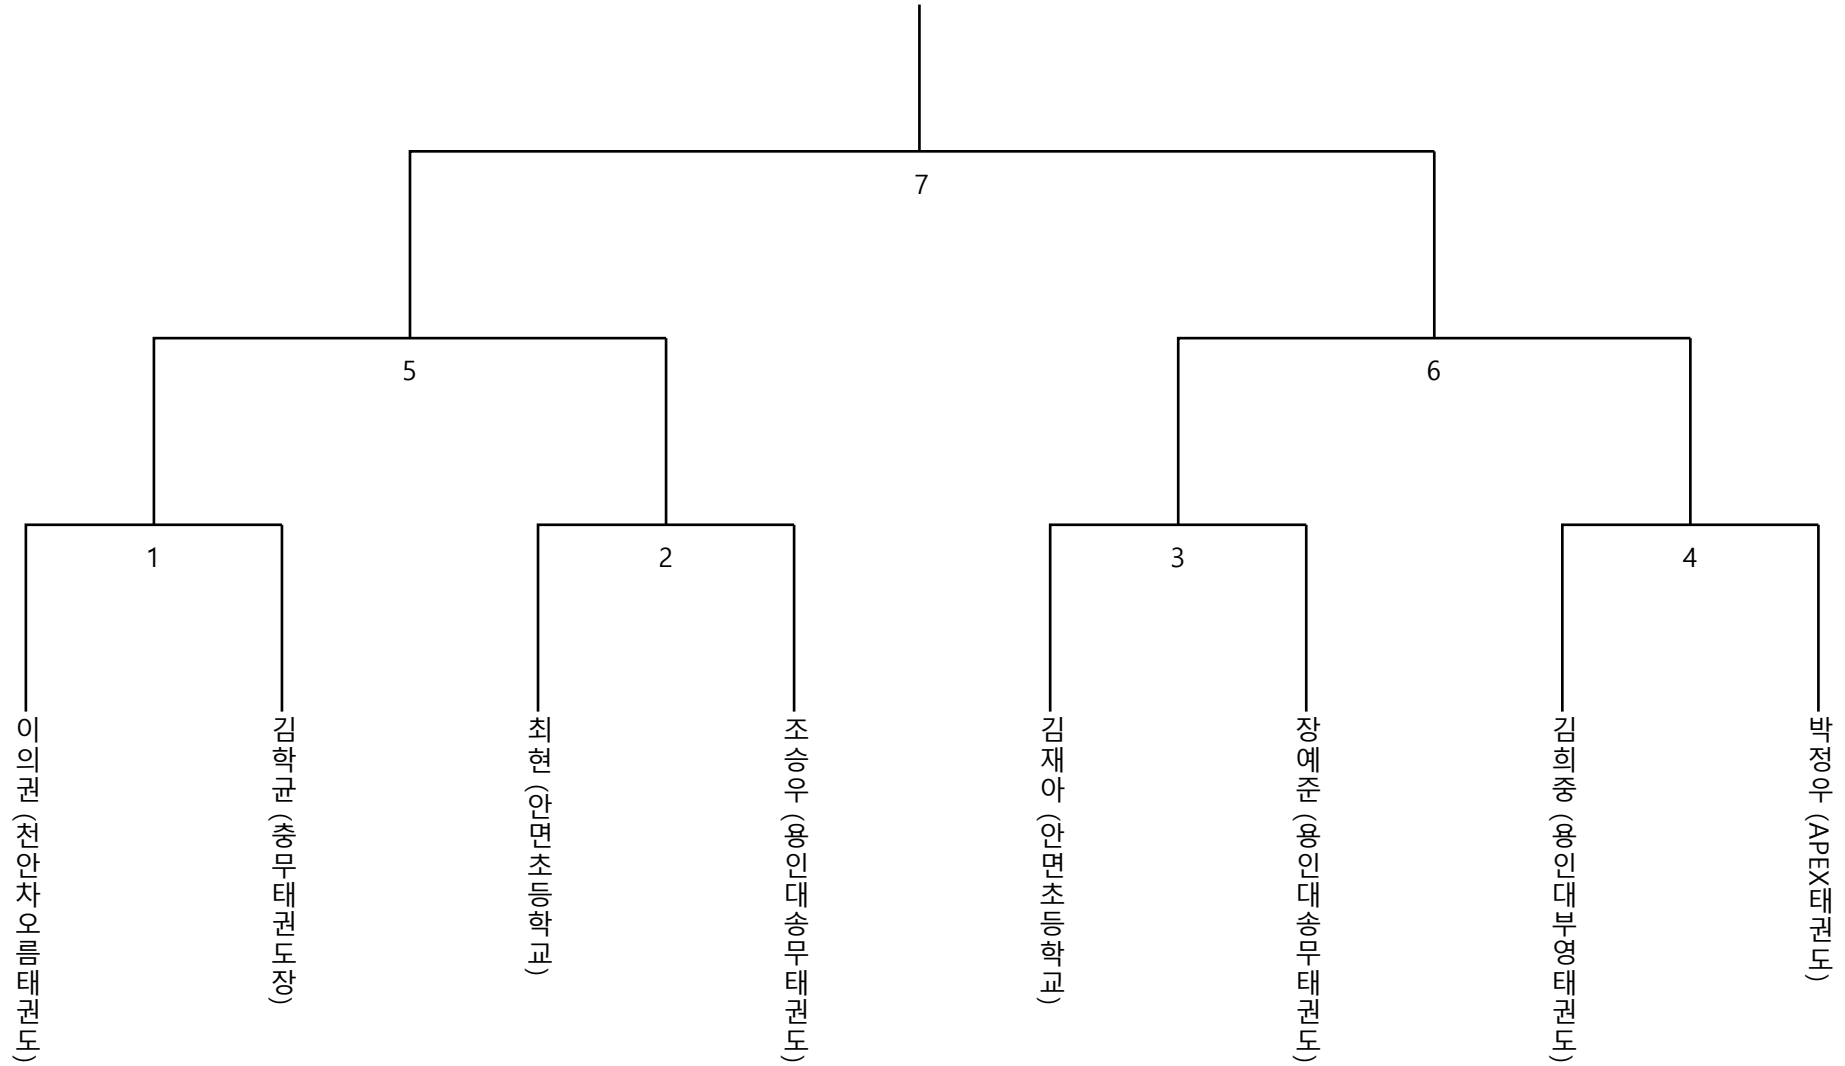 7
5
6
1
2
3
4
이의권 (천안차오름태권도)
김학균 (충무태권도장)
최현 (안면초등학교)
조승우 (용인대송무태권도)
김재아 (안면초등학교)
장예준 (용인대송무태권도)
김희중 (용인대부영태권도)
박정우 (APEX태권도)